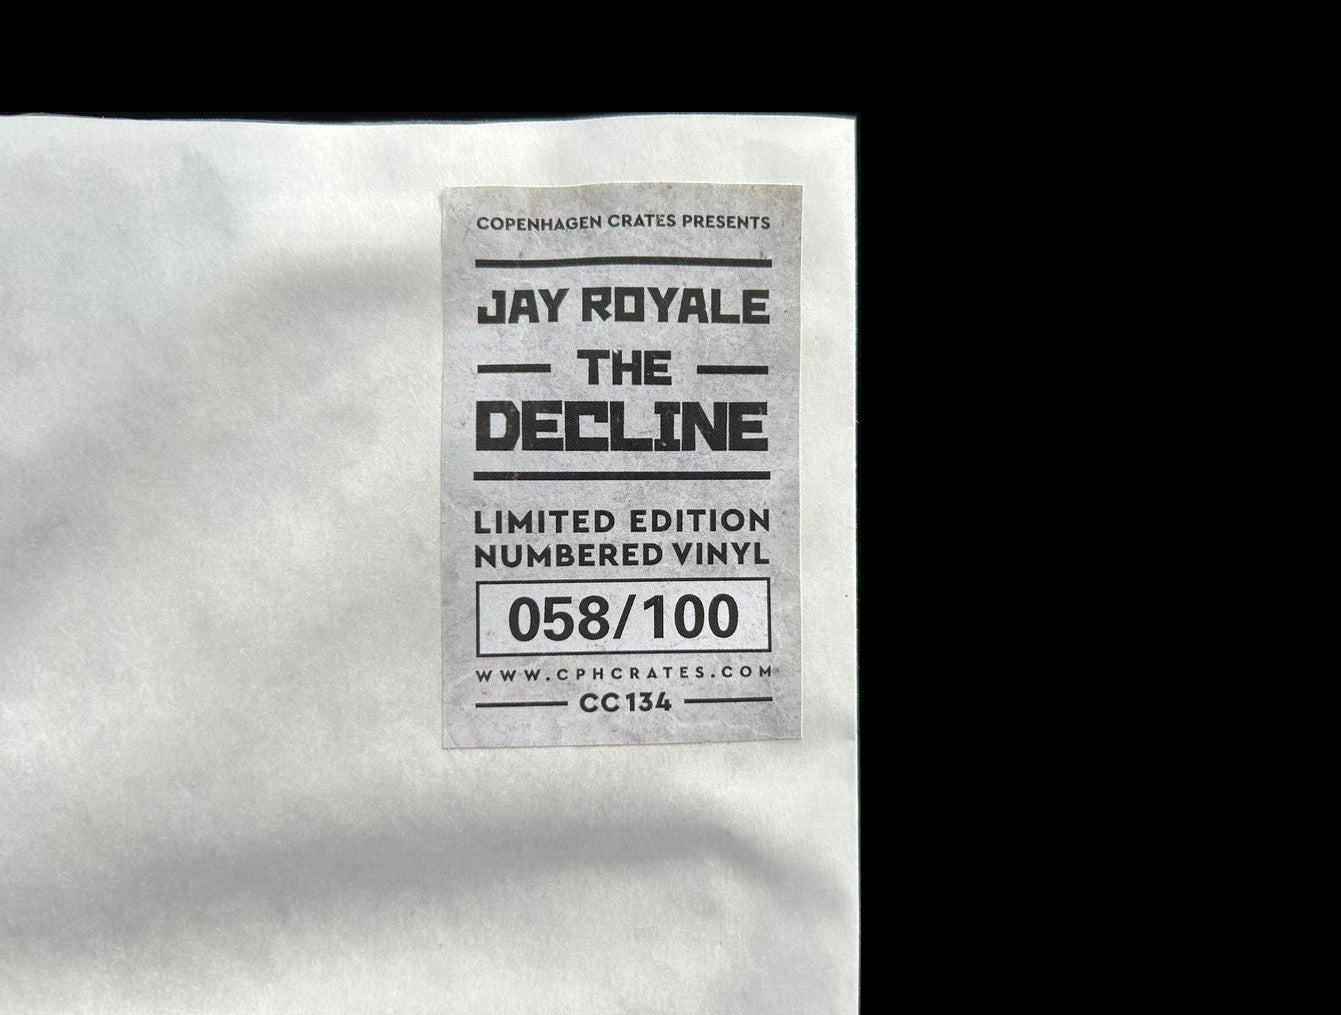 COPENHAGEN CRATES PRESENTS
JAY ROYALE
THE
DECLINE
LIMITED EDITION
NUMBERED VINYL
058/100
WWW.CPHCRATES.COM
CC134